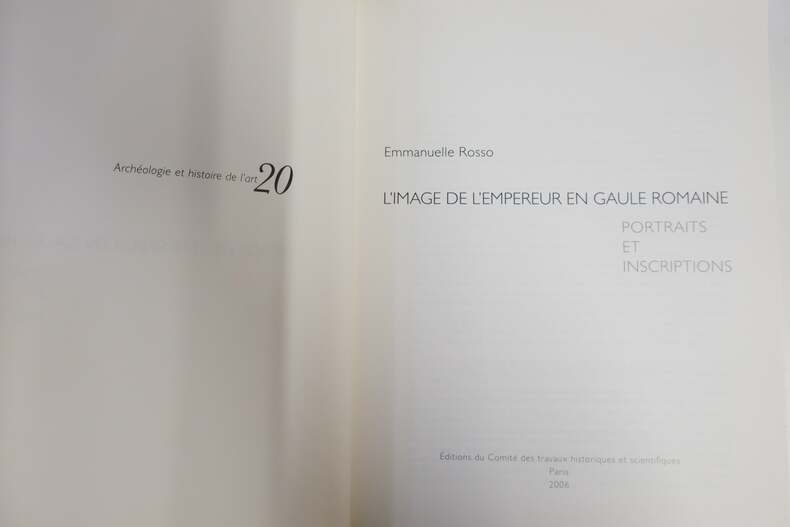 Archéologie et histoire de l'art 20
Emmanuelle Rosso
L'IMAGE DE L'EMPEREUR EN GAULE ROMAINE
PORTRAITS
ET
INSCRIPTIONS
Éditions du Comité des travaux historiques et scientifiques
Paris
2006